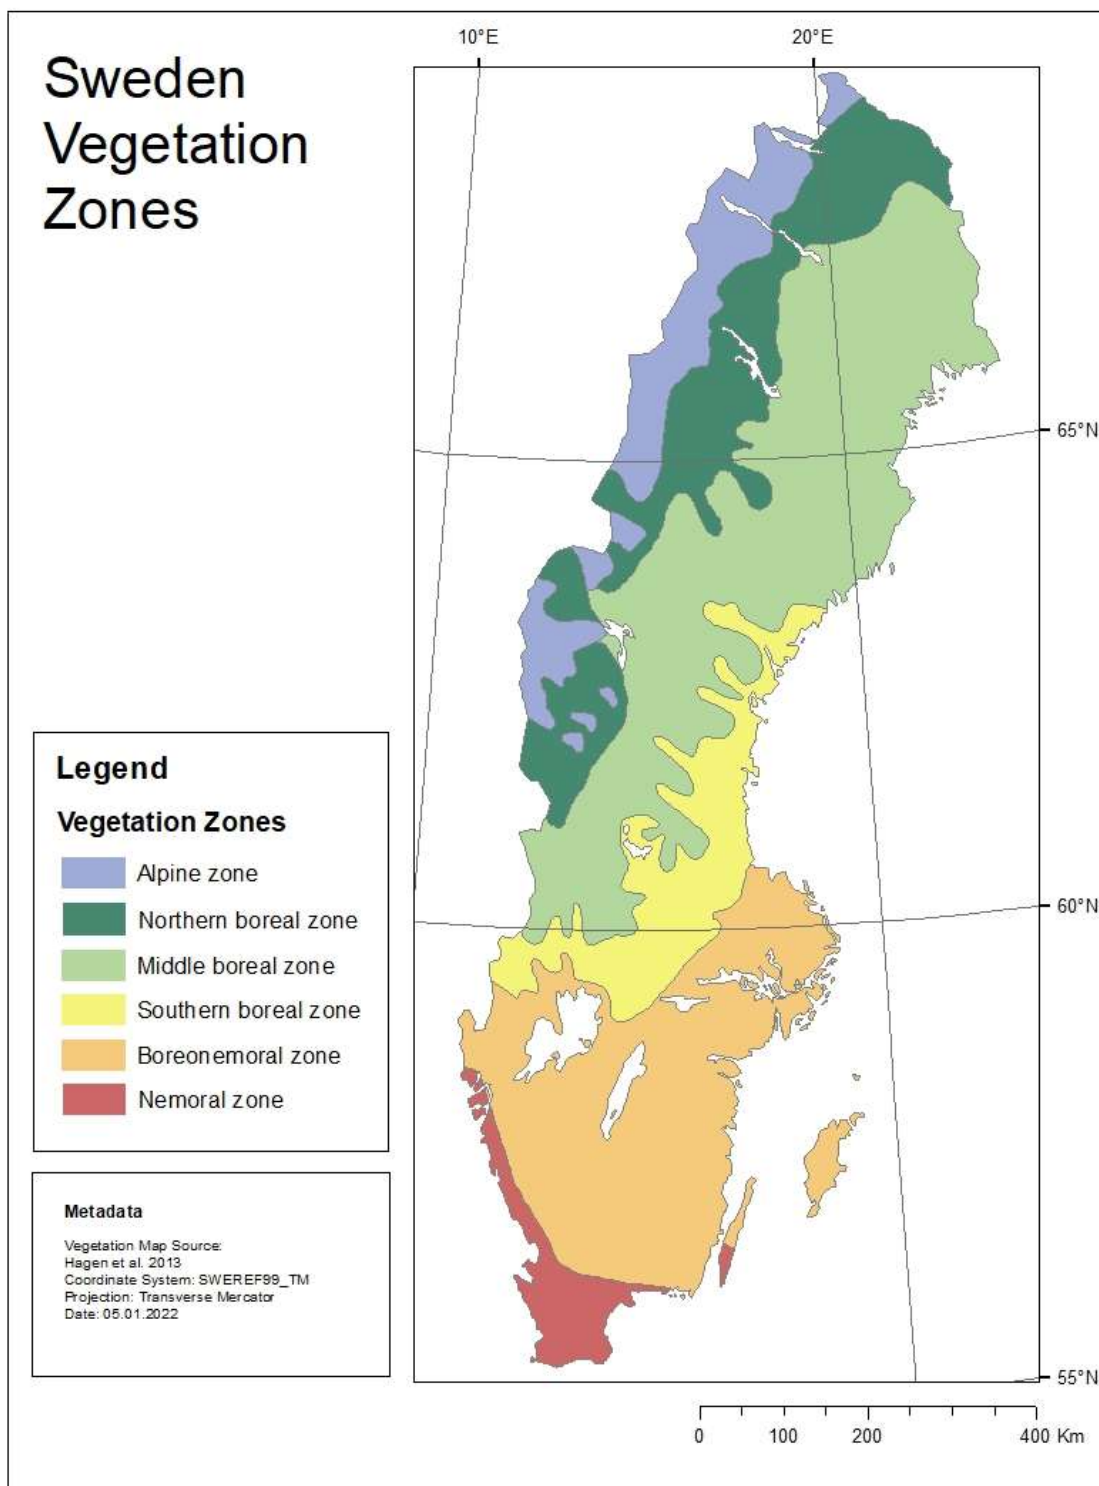 Sweden
Vegetation
Zones
10°E
20°E
65°N
60°N
55°N
Legend
Vegetation Zones
Alpine zone
Northern boreal zone
Middle boreal zone
Southern boreal zone
Boreonemoral zone
Nemoral zone
Metadata
Vegetation Map Source:
Hagen et al. 2013
Coordinate System: SWEREF99_TM
Projection: Transverse Mercator
Date: 05.01.2022
0 100 200 400 Km